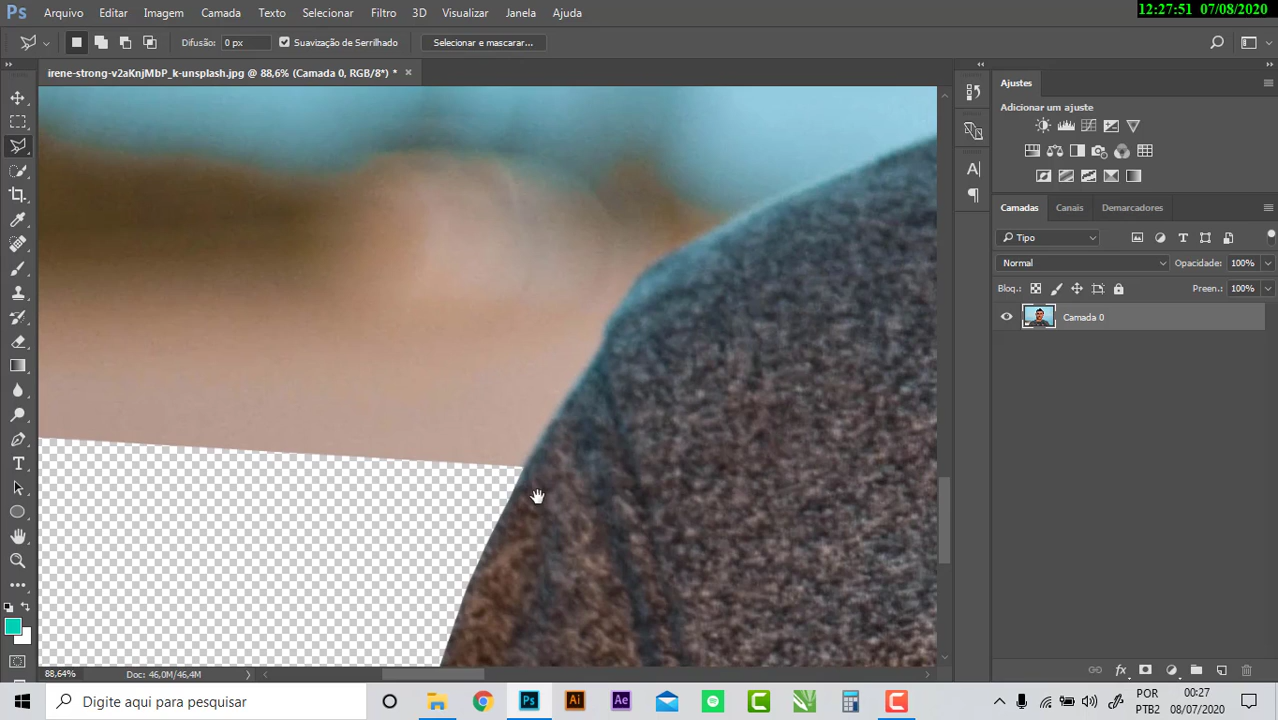 12:27:51 07/08/2020
Ps Arquivo Editar Imagem Camada Texto Selecionar Filtro 3D Visualizar Janela Ajuda
Difusão: 0 px Suavização de Serrilhado Selecionar e mascarar...
irene-strong-v2aKnjMbP_k-unsplash.jpg @ 88,6% (Camada 0, RGB/8*) * ×
Ajustes
Adicionar um ajuste
Camadas Canais Demarcadores
Tipo
Normal Opacidade: 100%
Bloq.: Preen.: 100%
Camada 0
88,64% Doc: 46,0M/46,4M
Digite aqui para pesquisar
Ps Ai Ae
POR
PTB2
00:27
08/07/2020